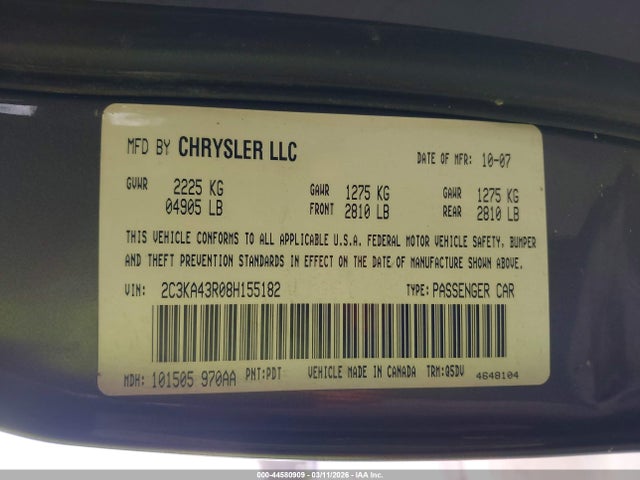 MFD BY CHRYSLER LLC DATE OF MFR: 10-07
GVWR 2225 KG GAWR 1275 KG GAWR 1275 KG
04905 LB FRONT 2810 LB REAR 2810 LB
THIS VEHICLE CONFORMS TO ALL APPLICABLE U.S.A. FEDERAL MOTOR VEHICLE SAFETY, BUMPER
AND THEFT PREVENTION STANDARDS IN EFFECT ON THE DATE OF MANUFACTURE SHOWN ABOVE.
VIN: 2C3KA43R08H155182 TYPE: PASSENGER CAR
MDH: 101505 970AA PNT:PDT VEHICLE MADE IN CANADA TRM:Q5DV 4648104
000-44580909 | 03/11/2026 - COPYRIGHT IAA, LLC